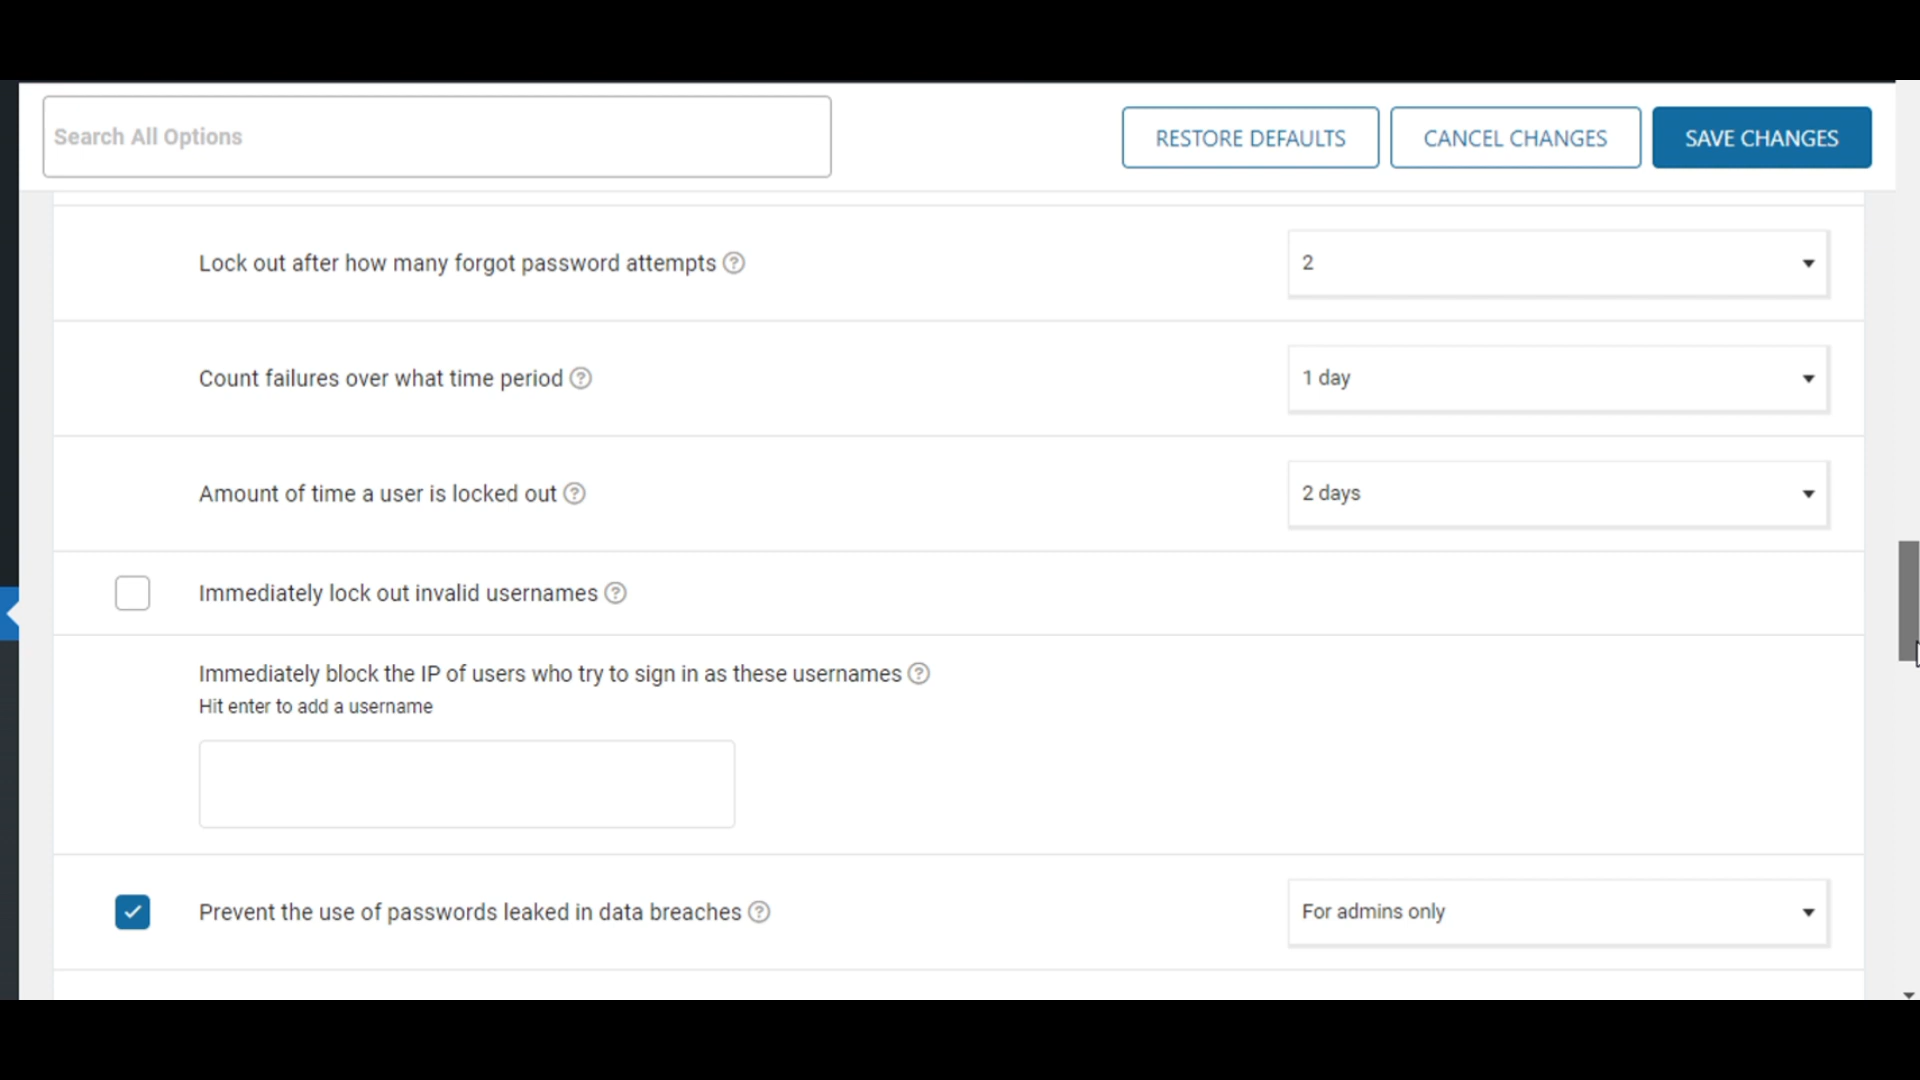 Search All Options
RESTORE DEFAULTS
CANCEL CHANGES
SAVE CHANGES
Lock out after how many forgot password attempts
2
Count failures over what time period
1 day
Amount of time a user is locked out
2 days
Immediately lock out invalid usernames
Immediately block the IP of users who try to sign in as these usernames
Hit enter to add a username
Prevent the use of passwords leaked in data breaches
For admins only